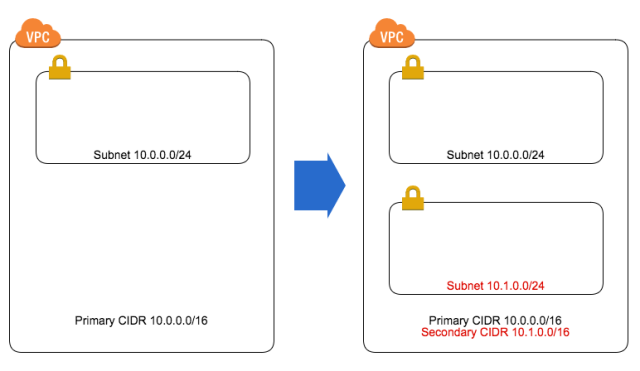 VPC
Subnet 10.0.0.0/24
Primary CIDR 10.0.0.0/16
VPC
Subnet 10.0.0.0/24
Subnet 10.1.0.0/24
Primary CIDR 10.0.0.0/16
Secondary CIDR 10.1.0.0/16